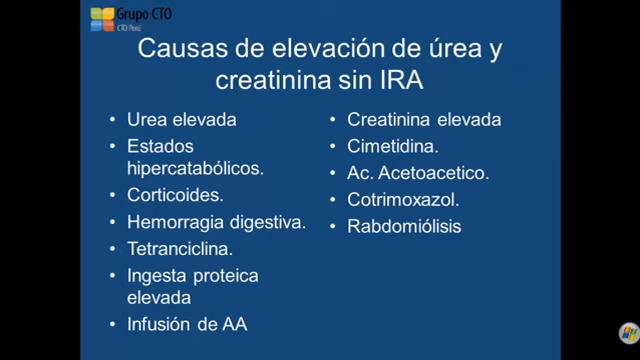 Grupo CTO
CTO Perú
Causas de elevación de úrea y
creatinina sin IRA
• Urea elevada
• Estados
hipercatabólicos.
• Corticoides.
• Hemorragia digestiva.
• Tetranciclina.
• Ingesta proteica
elevada
• Infusión de AA
• Creatinina elevada
• Cimetidina.
• Ac. Acetoacetico.
• Cotrimoxazol.
• Rabdomiólisis